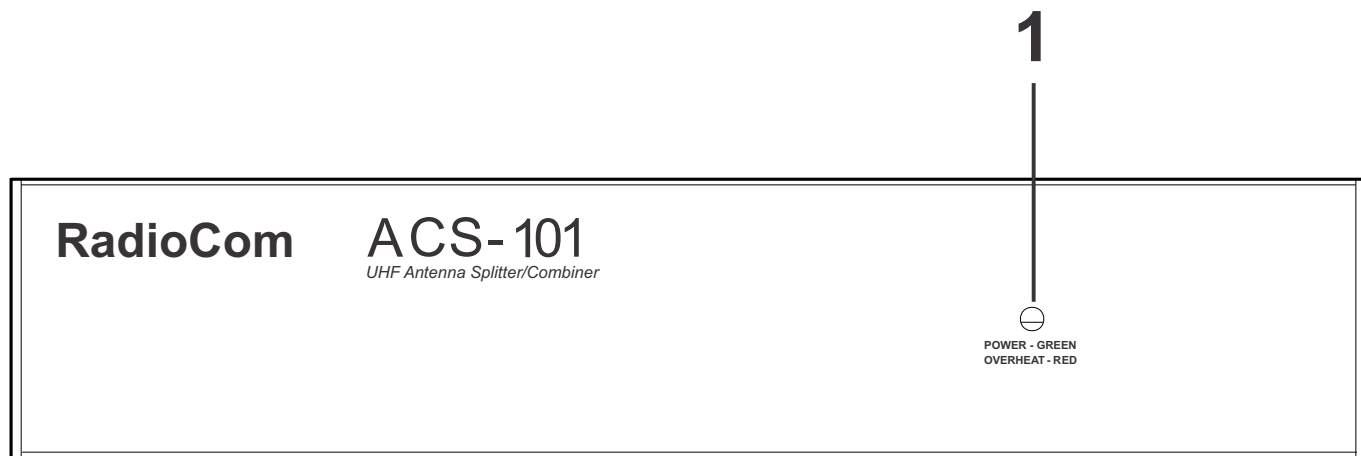 1
RadioCom
ACS-101
UHF Antenna Splitter/Combiner
POWER - GREEN
OVERHEAT - RED